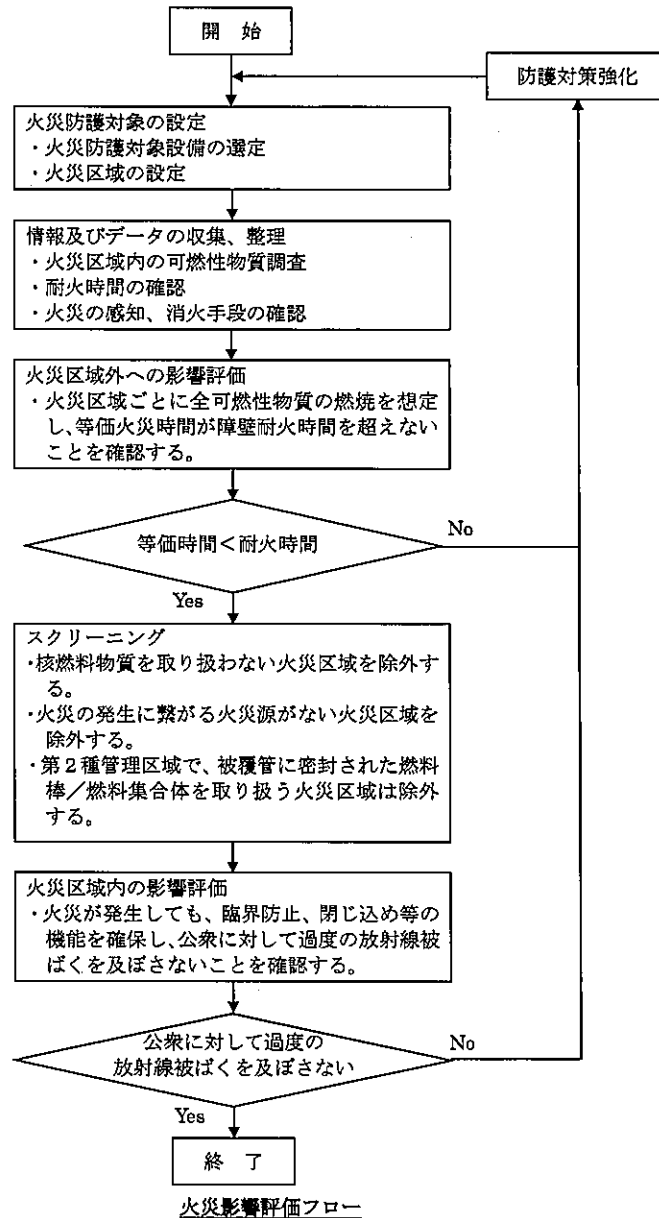 開 始
防護対策強化
火災防護対象の設定
・火災防護対象設備の選定
・火災区域の設定
情報及びデータの収集、整理
・火災区域内の可燃性物質調査
・耐火時間の確認
・火災の感知、消火手段の確認
火災区域外への影響評価
・火災区域ごとに全可燃性物質の燃焼を想定
し、等価火災時間が障壁耐火時間を超えない
ことを確認する。
等価時間＜耐火時間
No
Yes
スクリーニング
・核燃料物質を取り扱わない火災区域を除外す
る。
・火災の発生に繋がる火災源がない火災区域を
除外する。
・第２種管理区域で、被覆管に密封された燃料
棒／燃料集合体を取り扱う火災区域は除外
する。
火災区域内の影響評価
・火災が発生しても、臨界防止、閉じ込め等の
機能を確保し、公衆に対して過度の放射線被
ばくを及ぼさないことを確認する。
公衆に対して過度の
放射線被ばくを及ぼさない
No
Yes
終 了
火災影響評価フロー